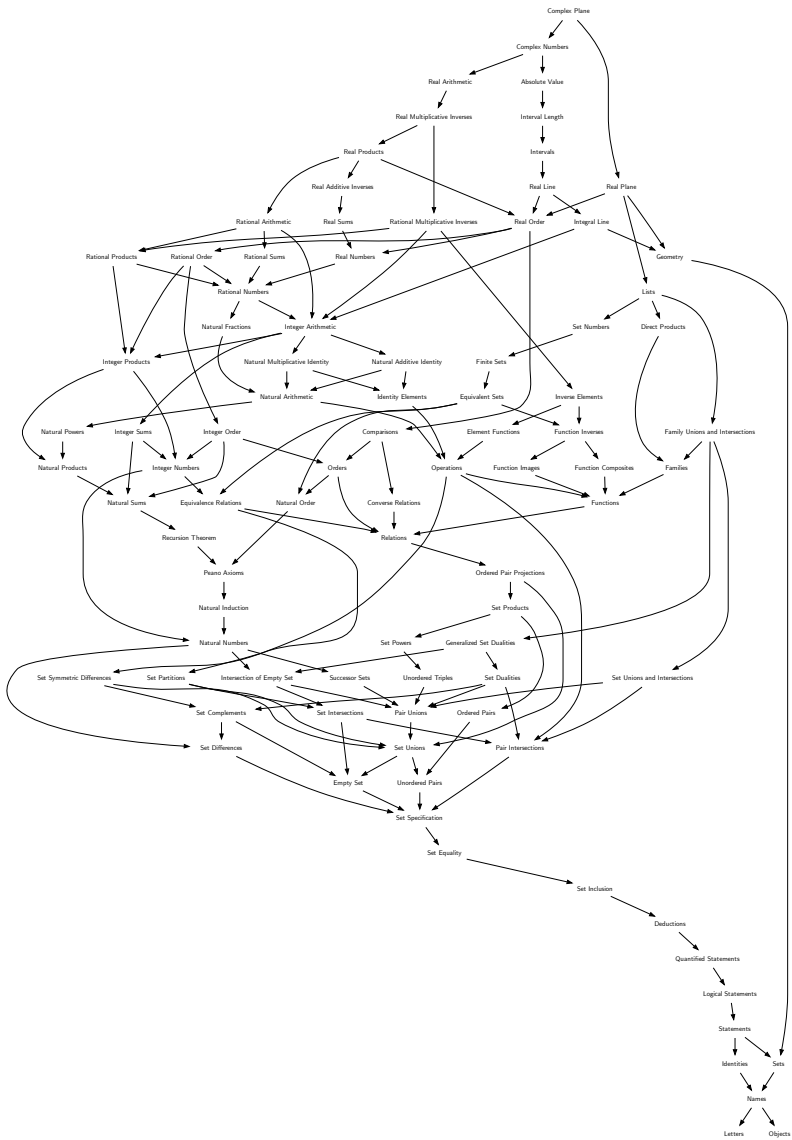 Complex Plane
Complex Numbers
Real Arithmetic
Absolute Value
Real Multiplicative Inverses
Interval Length
Real Products
Intervals
Real Additive Inverses
Real Line
Real Plane
Rational Arithmetic
Real Sums
Rational Multiplicative Inverses
Real Order
Integral Line
Rational Products
Rational Order
Rational Sums
Real Numbers
Geometry
Rational Numbers
Lists
Natural Fractions
Integer Arithmetic
Set Numbers
Direct Products
Integer Products
Natural Multiplicative Identity
Natural Additive Identity
Finite Sets
Natural Arithmetic
Identity Elements
Equivalent Sets
Inverse Elements
Natural Powers
Integer Sums
Integer Order
Comparisons
Element Functions
Function Inverses
Family Unions and Intersections
Natural Products
Integer Numbers
Orders
Operations
Function Images
Function Composites
Families
Natural Sums
Equivalence Relations
Natural Order
Converse Relations
Functions
Recursion Theorem
Relations
Peano Axioms
Ordered Pair Projections
Natural Induction
Set Products
Natural Numbers
Set Powers
Generalized Set Dualities
Set Symmetric Differences
Set Partitions
Intersection of Empty Set
Successor Sets
Unordered Triples
Set Dualities
Set Unions and Intersections
Set Complements
Set Intersections
Pair Unions
Ordered Pairs
Set Differences
Set Unions
Pair Intersections
Empty Set
Unordered Pairs
Set Specification
Set Equality
Set Inclusion
Deductions
Quantified Statements
Logical Statements
Statements
Identities
Sets
Names
Letters
Objects